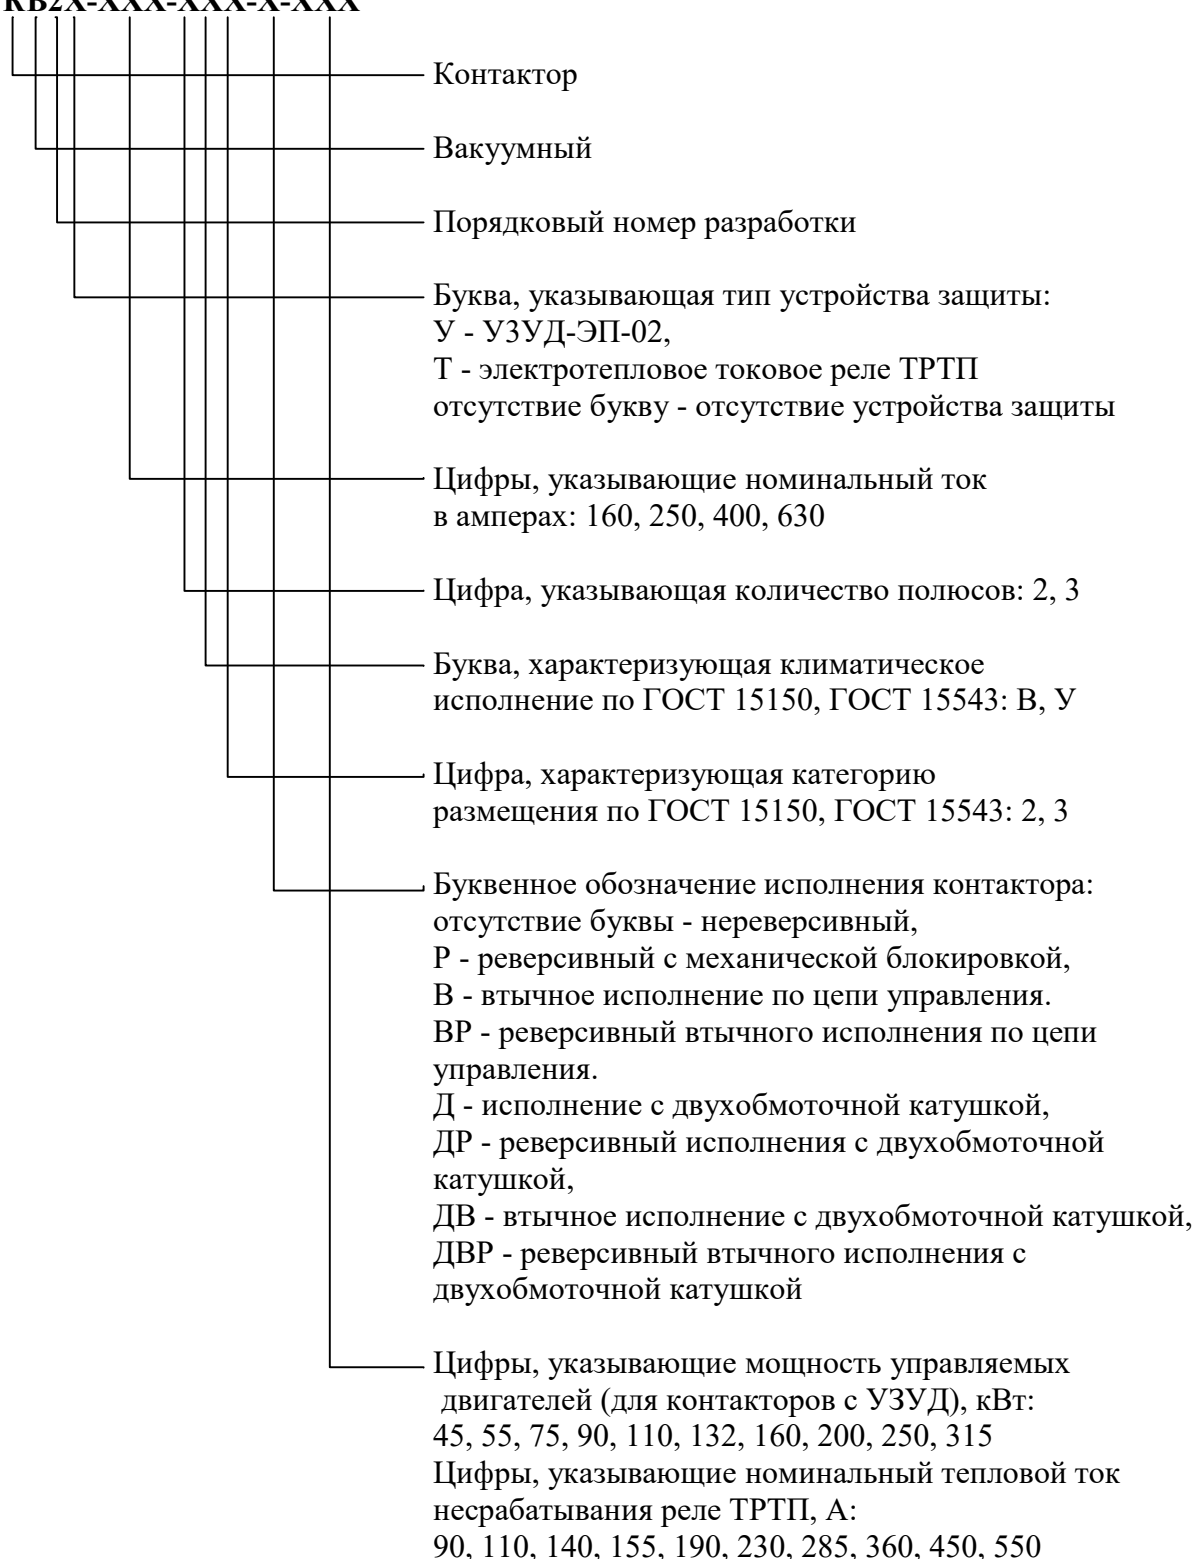 КВ2Х-ХХХ-ХХХ-Х-ХХХ
Контактор
Вакуумный
Порядковый номер разработки
Буква, указывающая тип устройства защиты:
У - УЗУД-ЭП-02,
Т - электротепловое токовое реле ТРТП
отсутствие букву - отсутствие устройства защиты
Цифры, указывающие номинальный ток
в амперах: 160, 250, 400, 630
Цифра, указывающая количество полюсов: 2, 3
Буква, характеризующая климатическое
исполнение по ГОСТ 15150, ГОСТ 15543: В, У
Цифра, характеризующая категорию
размещения по ГОСТ 15150, ГОСТ 15543: 2, 3
Буквенное обозначение исполнения контактора:
отсутствие буквы - нереверсивный,
Р - реверсивный с механической блокировкой,
В - втычное исполнение по цепи управления.
ВР - реверсивный втычного исполнения по цепи
управления.
Д - исполнение с двухобмоточной катушкой,
ДР - реверсивный исполнения с двухобмоточной
катушкой,
ДВ - втычное исполнение с двухобмоточной катушкой,
ДВР - реверсивный втычного исполнения с
двухобмоточной катушкой
Цифры, указывающие мощность управляемых
двигателей (для контакторов с УЗУД), кВт:
45, 55, 75, 90, 110, 132, 160, 200, 250, 315
Цифры, указывающие номинальный тепловой ток
несрабатывания реле ТРТП, А:
90, 110, 140, 155, 190, 230, 285, 360, 450, 550